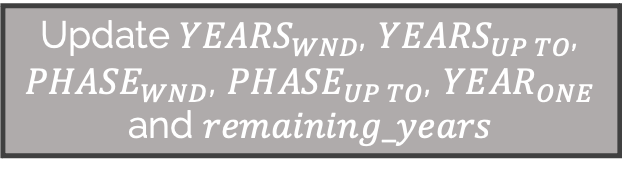 Update YEARS_WND, YEARS_UP TO,
PHASE_WND, PHASE_UP TO, YEAR_ONE
and remaining_years